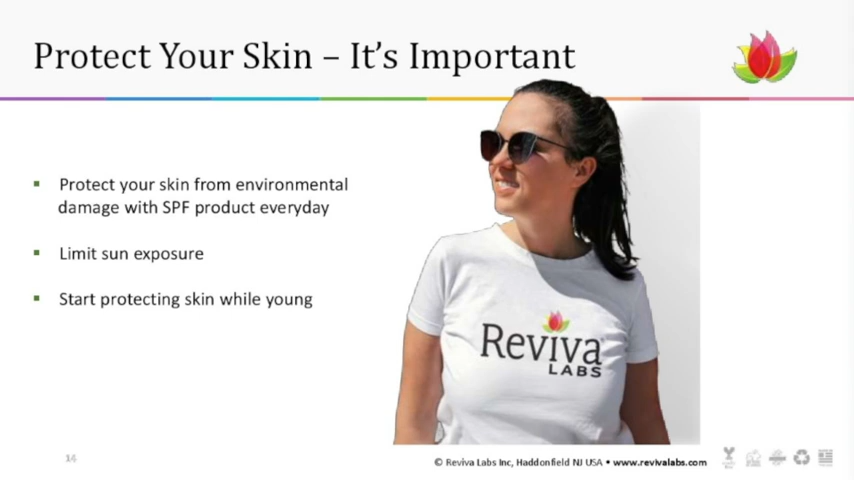 Protect Your Skin – It's Important
Protect your skin from environmental
damage with SPF product everyday
Limit sun exposure
Start protecting skin while young
Reviva
LABS
14
© Reviva Labs Inc, Haddonfield NJ USA • www.revivalabs.com